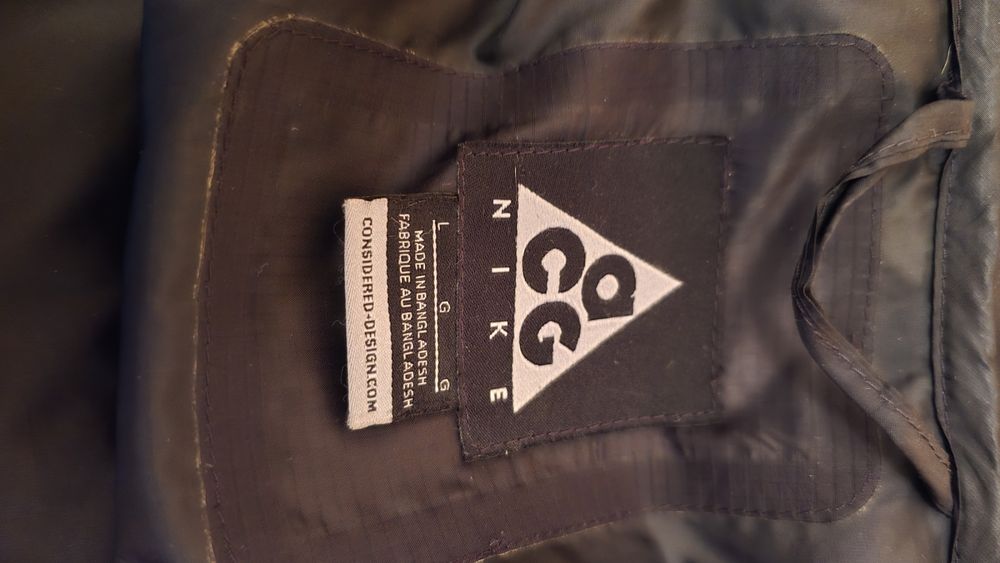 aCG
NIKE
L G G
MADE IN BANGLADESH
FABRIQUE AU BANGLADESH
CONSIDERED-DESIGN.COM